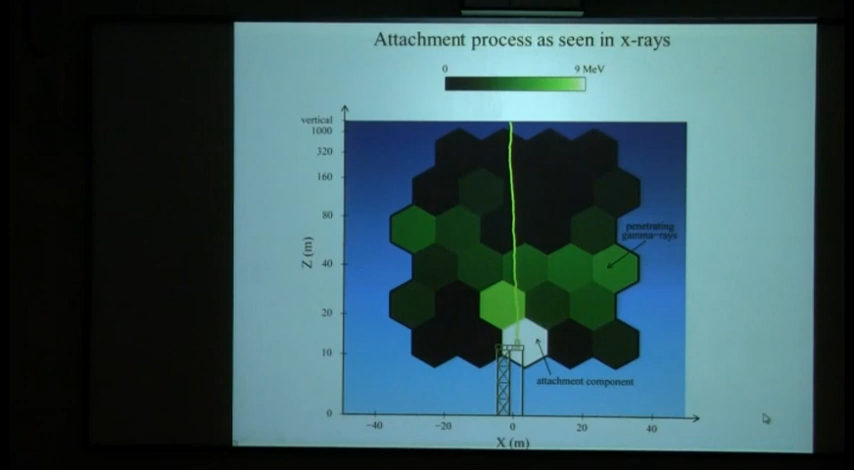 Attachment process as seen in x-rays
0 9 MeV
vertical
1000
320
160
80
40
20
10
0
Z (m)
penetrating
gamma-rays
attachment component
-40 -20 0 20 40
X (m)